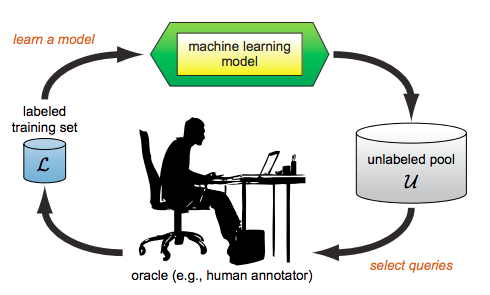 learn a model
machine learning
model
labeled
training set
ℒ
unlabeled pool
𝒰
oracle (e.g., human annotator)
select queries